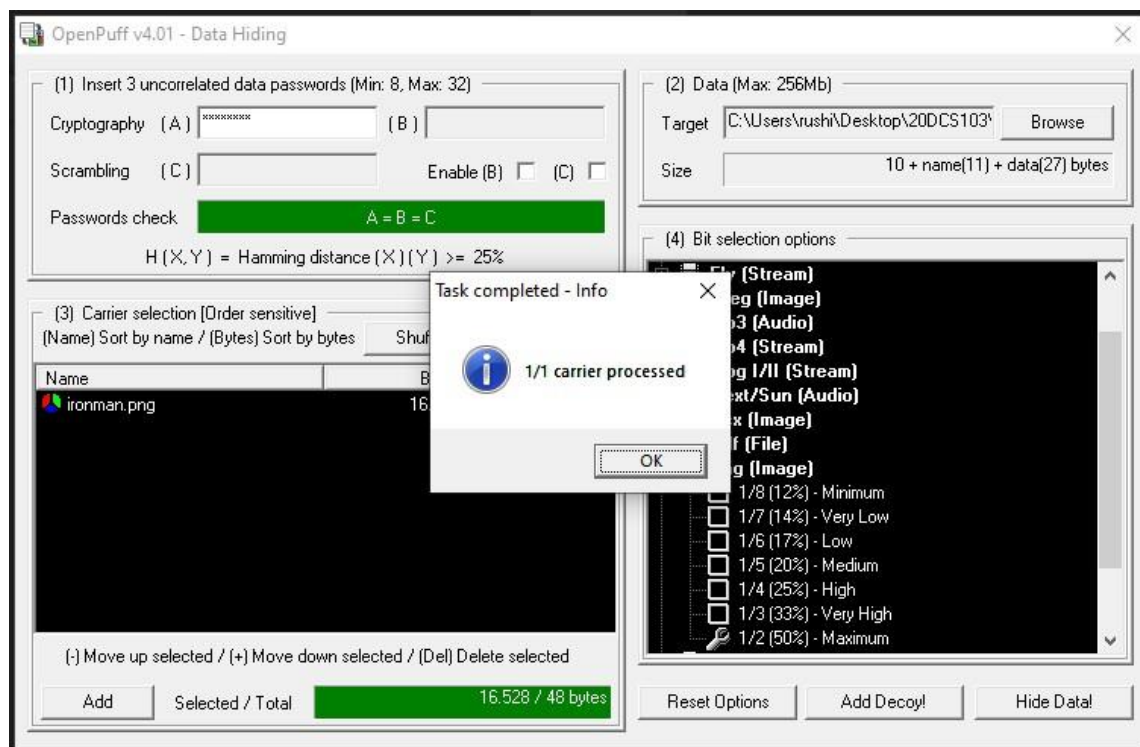 OpenPuff v4.01 - Data Hiding
(1) Insert 3 uncorrelated data passwords (Min: 8, Max: 32)
Cryptography (A) ******** (B)
Scrambling (C) Enable (B) (C)
Passwords check A = B = C
H (X,Y) = Hamming distance (X)(Y) >= 25%
(2) Data (Max: 256Mb)
Target C:\Users\rushi\Desktop\20DCS103\ Browse
Size 10 + name(11) + data(27) bytes
(3) Carrier selection [Order sensitive]
(Name) Sort by name / (Bytes) Sort by bytes
Name
ironman.png 16.
(-) Move up selected / (+) Move down selected / (Del) Delete selected
Add Selected / Total 16.528 / 48 bytes
Task completed - Info
1/1 carrier processed
OK
(4) Bit selection options
(Stream)
(Image)
(Audio)
(Stream)
I/II (Stream)
(Audio)
(Image)
(File)
(Image)
1/8 (12%) - Minimum
1/7 (14%) - Very Low
1/6 (17%) - Low
1/5 (20%) - Medium
1/4 (25%) - High
1/3 (33%) - Very High
1/2 (50%) - Maximum
Reset Options Add Decoy! Hide Data!